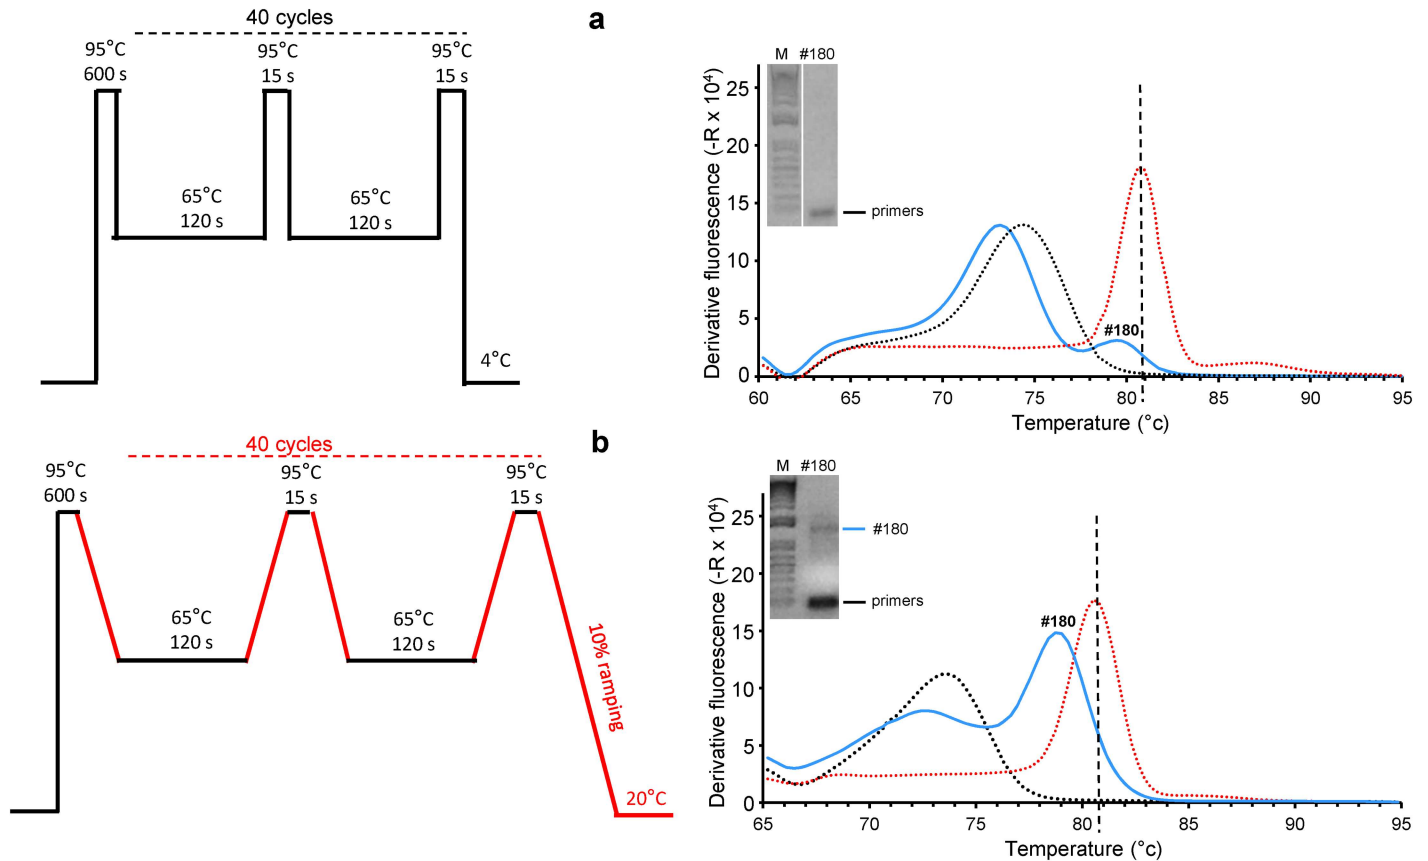 40 cycles
a
95°C
600 s
95°C
15 s
95°C
15 s
65°C
120 s
65°C
120 s
4°C
M #180
primers
#180
Derivative fluorescence (-R x 10⁴)
25
20
15
10
5
0
60 65 70 75 80 85 90 95
Temperature (°c)
40 cycles
b
95°C
600 s
95°C
15 s
95°C
15 s
65°C
120 s
65°C
120 s
10% ramping
20°C
M #180
#180
primers
#180
Derivative fluorescence (-R x 10⁴)
25
20
15
10
5
0
65 70 75 80 85 90 95
Temperature (°c)